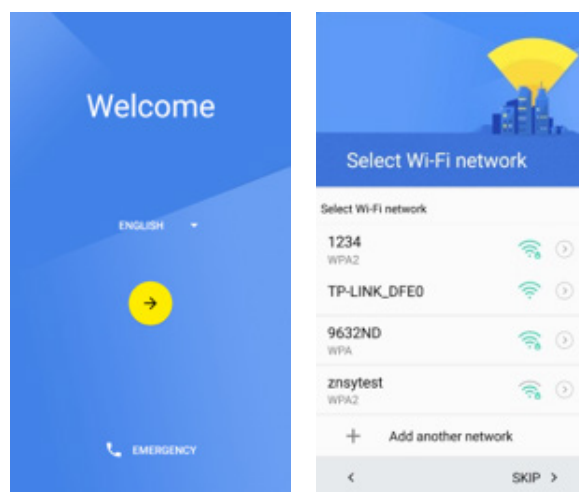 Welcome
ENGLISH
EMERGENCY
Select Wi-Fi network
Select Wi-Fi network
1234
WPA2
TP-LINK_DFE0
9632ND
WPA
znsytest
WPA2
+ Add another network
< SKIP >